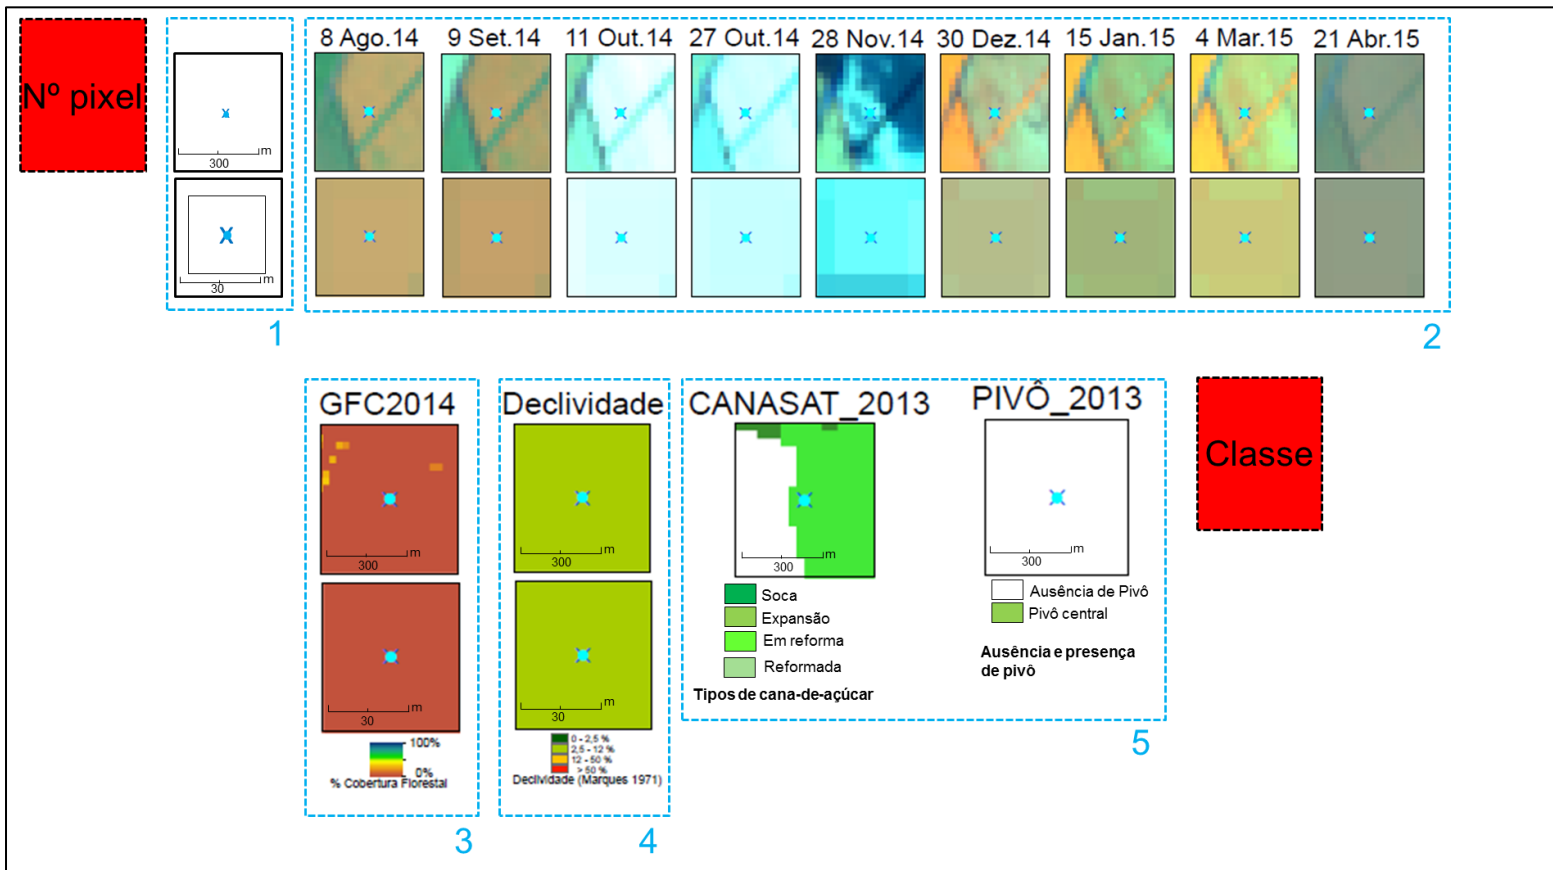 Nº pixel
300 m
30 m
1
8 Ago.14 9 Set.14 11 Out.14 27 Out.14 28 Nov.14 30 Dez.14 15 Jan.15 4 Mar.15 21 Abr.15
2
GFC2014
300 m
30 m
100%
0%
% Cobertura Florestal
3
Declividade
300 m
30 m
0 - 2,5 %
2,5 - 12 %
12 - 50 %
> 50 %
Declividade (Marques 1971)
4
CANASAT_2013
300 m
Soca
Expansão
Em reforma
Reformada
Tipos de cana-de-açúcar
PIVÔ_2013
300 m
Ausência de Pivô
Pivô central
Ausência e presença
de pivô
5
Classe